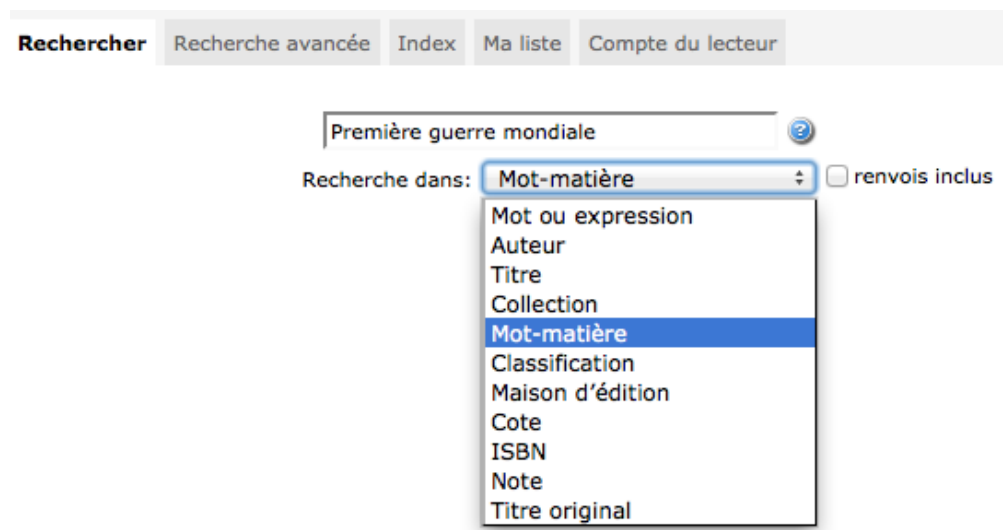 Rechercher Recherche avancée Index Ma liste Compte du lecteur
Première guerre mondiale ?
Recherche dans: Mot-matière renvois inclus
Mot ou expression
Auteur
Titre
Collection
Mot-matière
Classification
Maison d’édition
Cote
ISBN
Note
Titre original